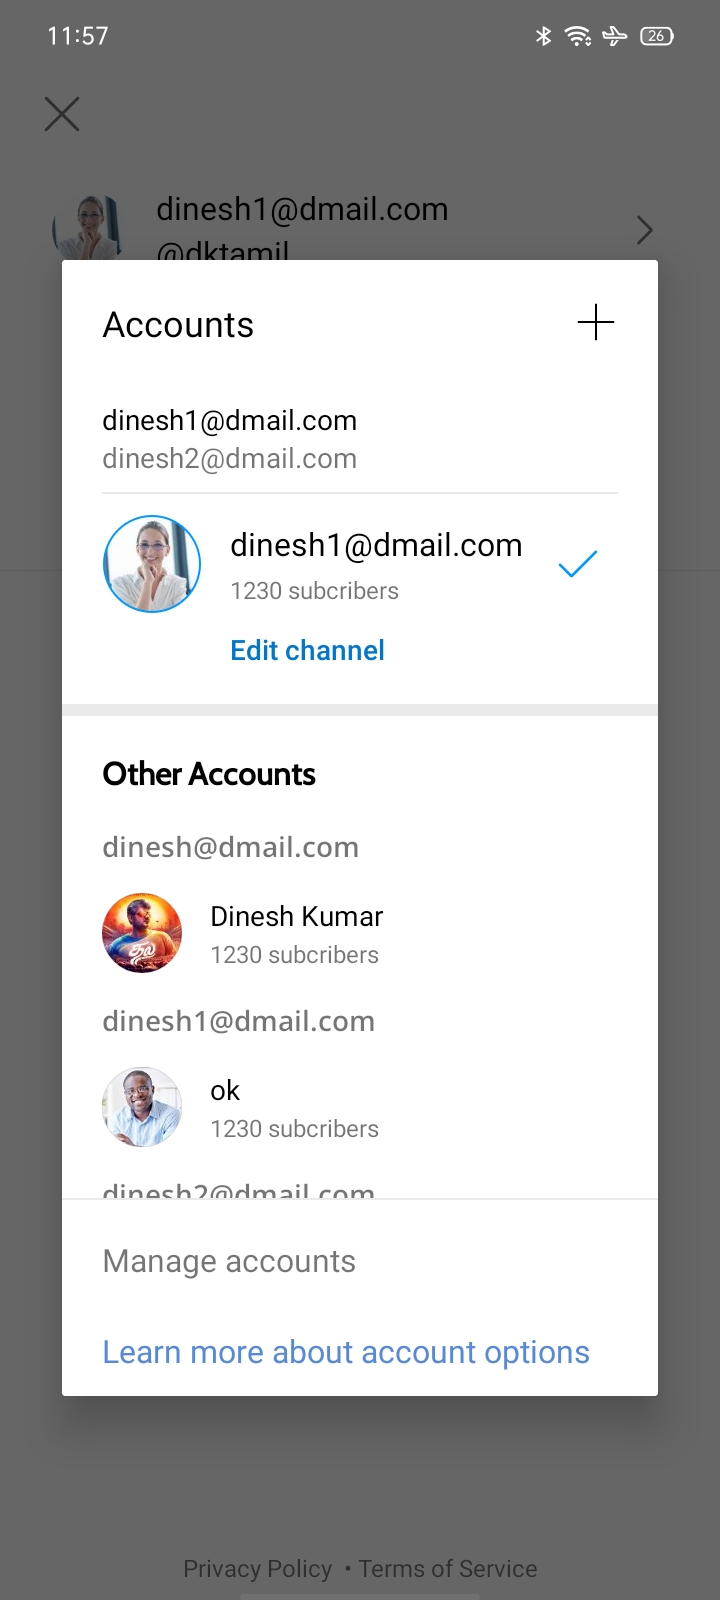 11:57
26
dinesh1@dmail.com
@dktamil
Accounts
dinesh1@dmail.com
dinesh2@dmail.com
dinesh1@dmail.com
1230 subcribers
Edit channel
Other Accounts
dinesh@dmail.com
Dinesh Kumar
1230 subcribers
dinesh1@dmail.com
ok
1230 subcribers
dinesh2@dmail.com
Manage accounts
Learn more about account options
Privacy Policy • Terms of Service